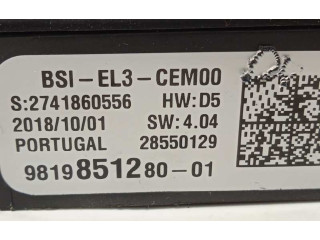 BSI-EL3-CEM00
S:2741860556 HW:D5
2018/10/01 SW:4.04
PORTUGAL 28550129
9819851280-01